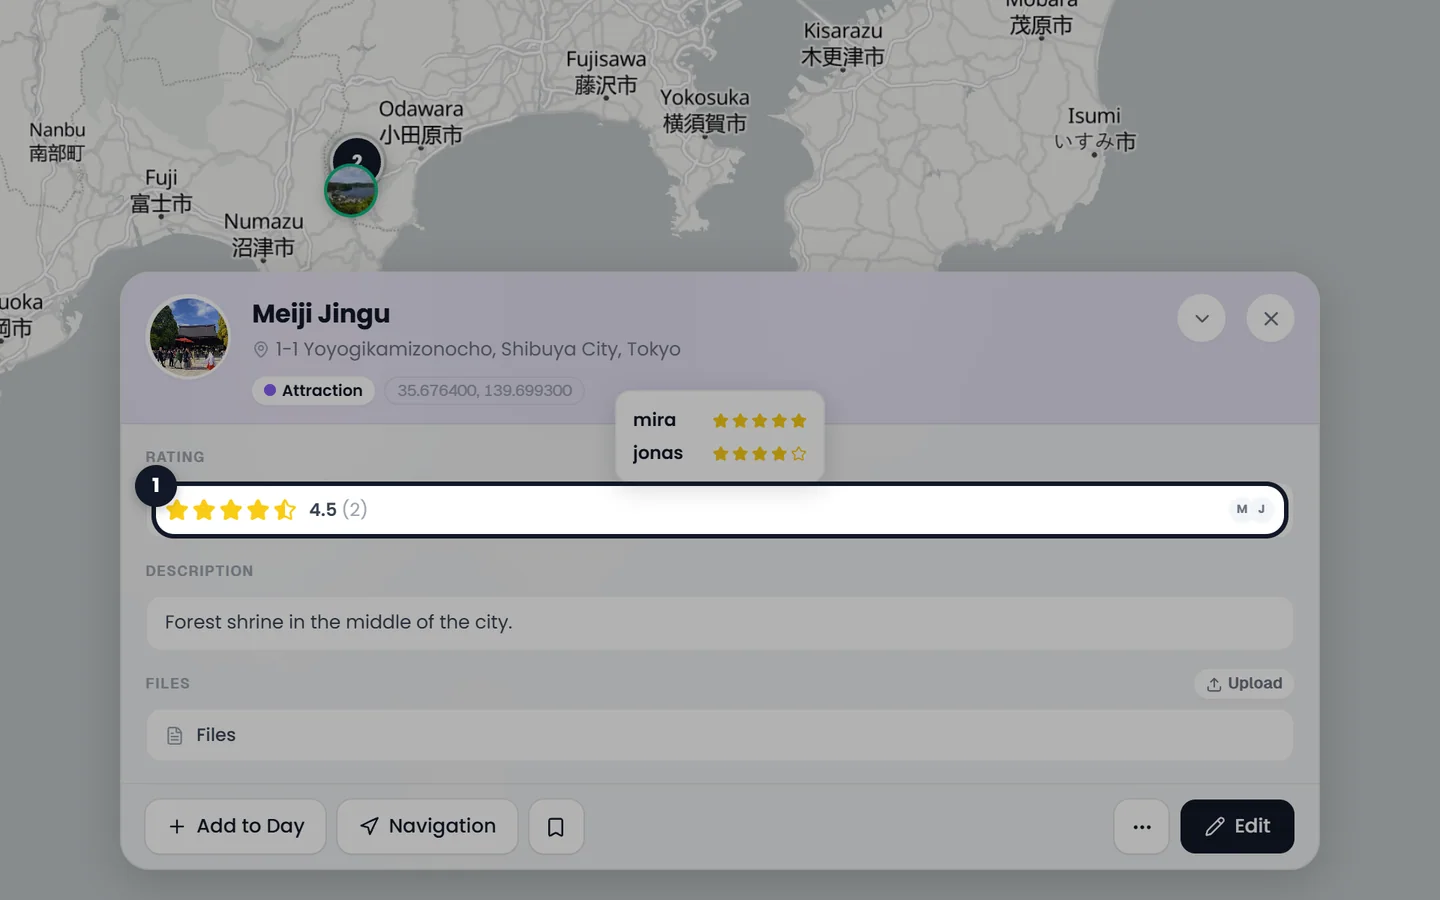 Mobara
茂原市
Kisarazu
木更津市
Fujisawa
藤沢市
Yokosuka
横須賀市
Odawara
小田原市
Isumi
いすみ市
Nanbu
南部町
2
Fuji
富士市
Numazu
沼津市
uoka
岡市
Meiji Jingu
1-1 Yoyogikamizonocho, Shibuya City, Tokyo
Attraction
35.676400, 139.699300
mira
jonas
RATING
1
4.5 (2)
M J
DESCRIPTION
Forest shrine in the middle of the city.
FILES
Upload
Files
Add to Day
Navigation
Edit